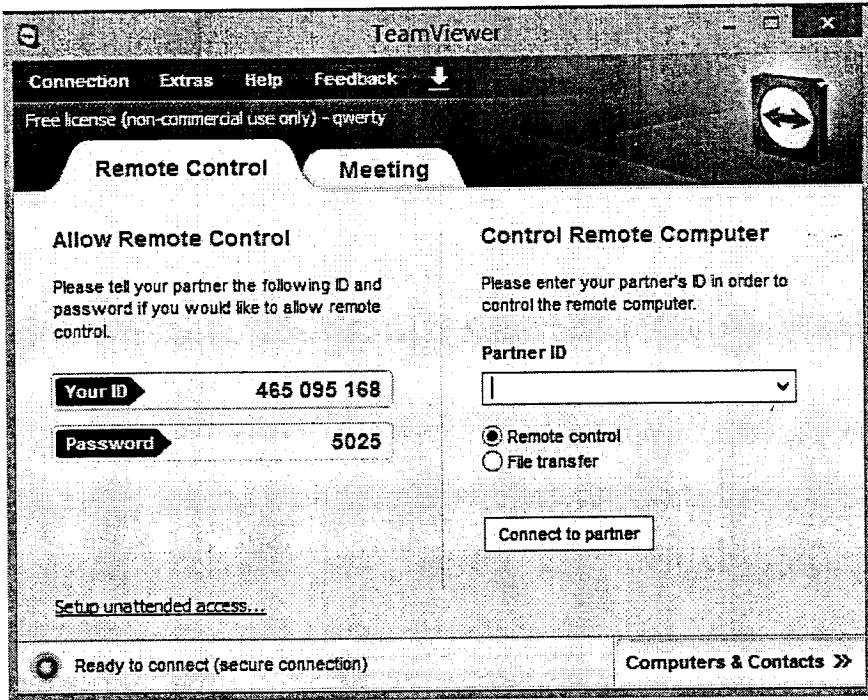 TeamViewer
Connection Extras Help Feedback
Free license (non-commercial use only) - qwerty
Remote Control Meeting
Allow Remote Control
Please tell your partner the following ID and
password if you would like to allow remote
control.
Your ID 465 095 168
Password 5025
Setup unattended access...
Control Remote Computer
Please enter your partner's ID in order to
control the remote computer.
Partner ID
Remote control
File transfer
Connect to partner
Ready to connect (secure connection)
Computers & Contacts >>